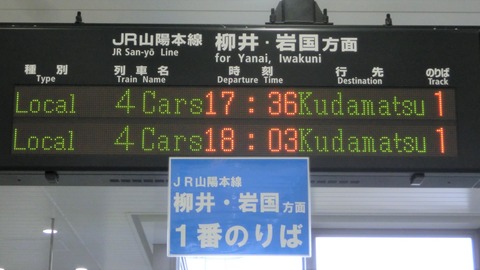 JR山陽本線 柳井・岩国方面
JR San-yō Line for Yanai, Iwakuni
種別 列車名 時刻 行先 のりば
Type Train Name Departure Time Destination Track
Local 4 Cars 17:36 Kudamatsu 1
Local 4 Cars 18:03 Kudamatsu 1
JR山陽本線
柳井・岩国方面
1番のりば